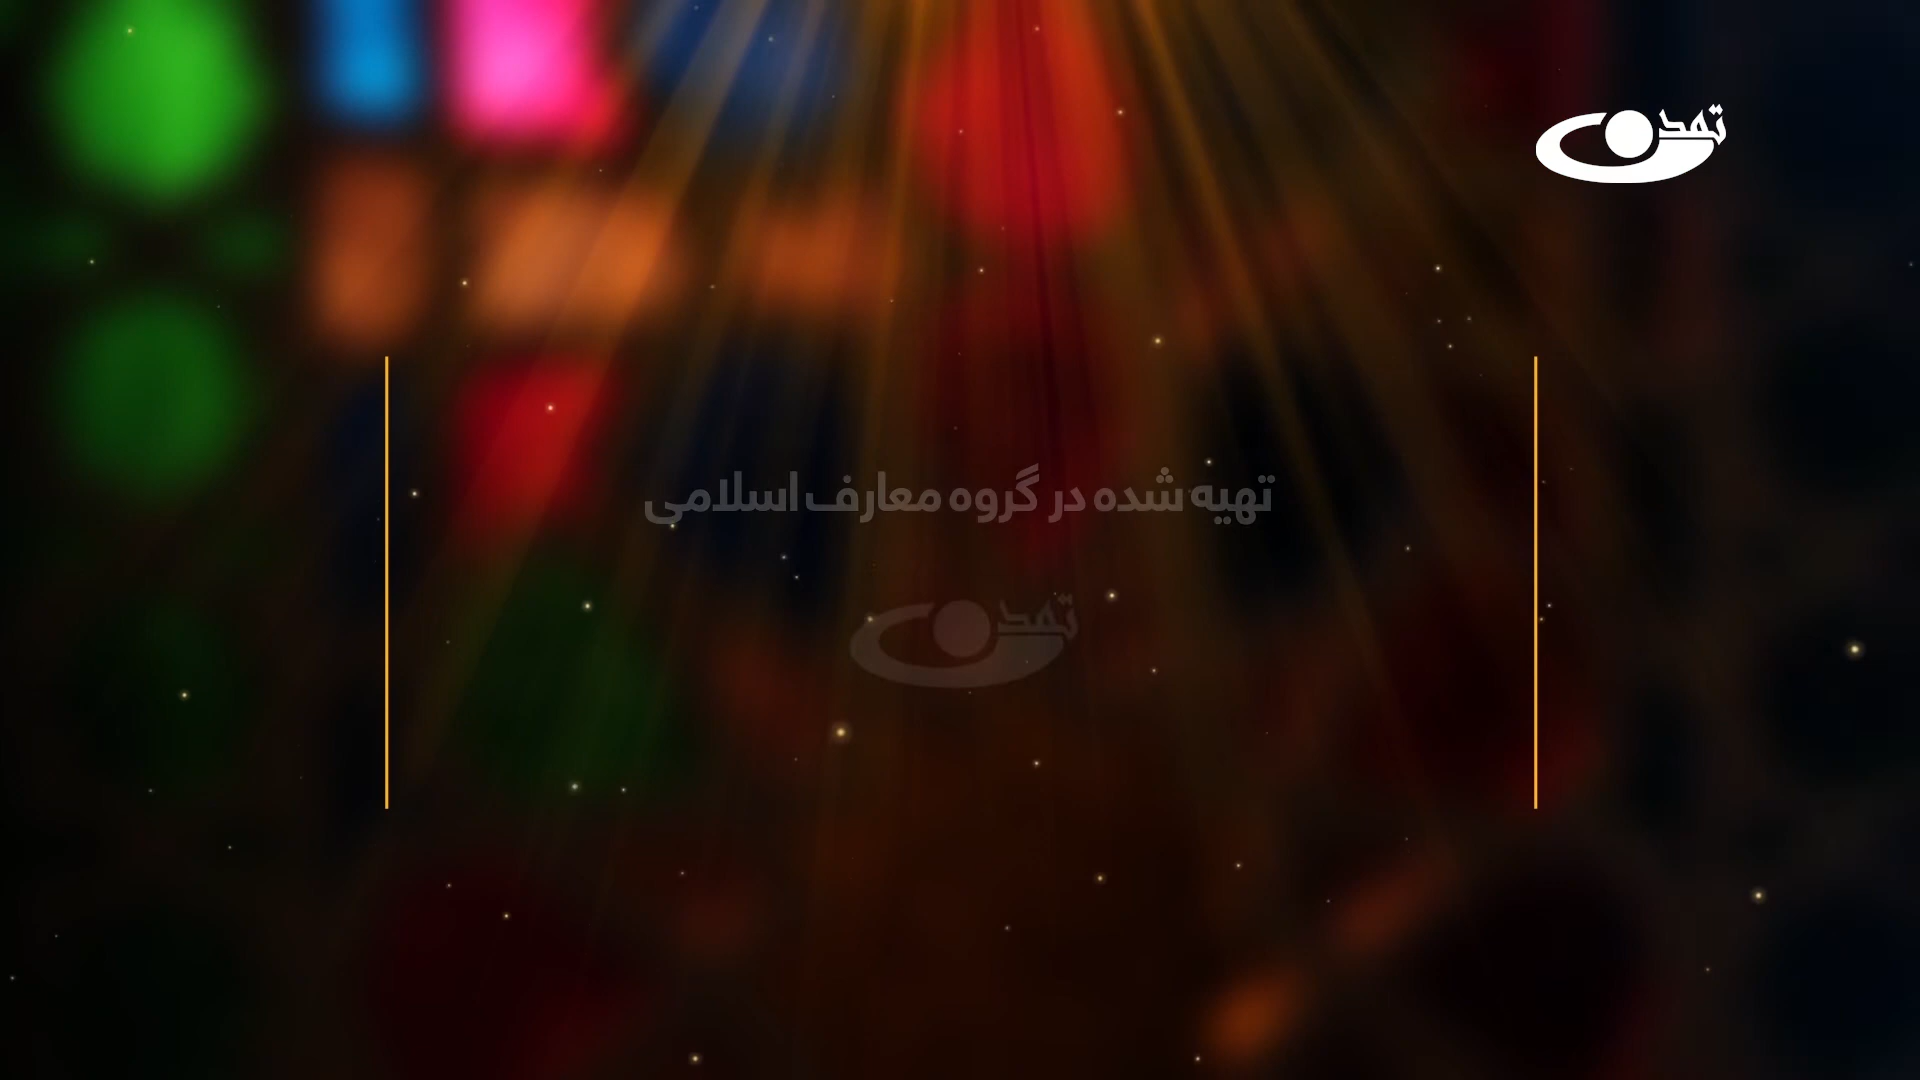 تمدن
تهیه شده در گروه معارف اسلامی
تمدن